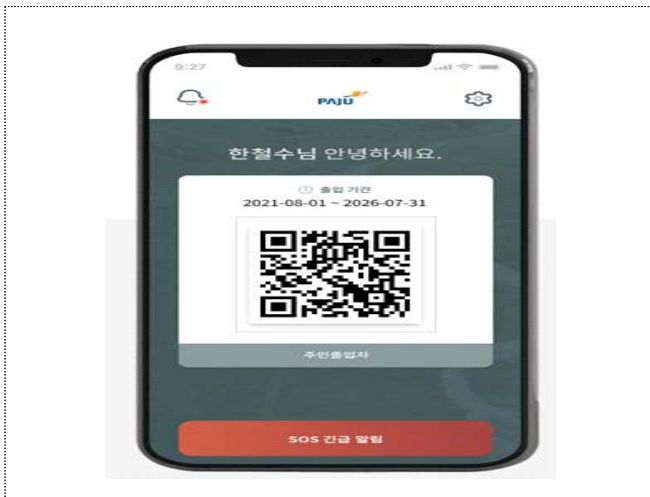 9:27
PAJU
한철수님 안녕하세요.
출입 기간
2021-08-01 ~ 2026-07-31
주민출입자
SOS 긴급 알림